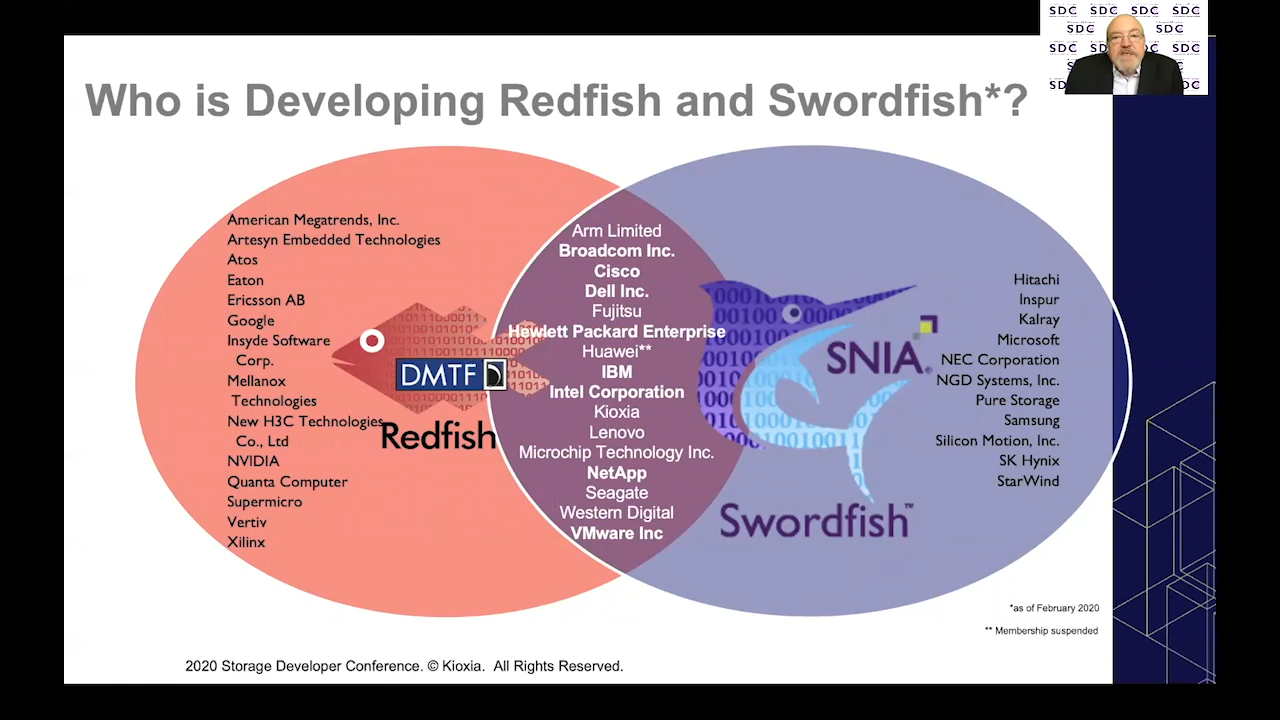 SDC SDC SDC SDC
SDC SDC
SDC SDC SDC SDC
Who is Developing Redfish and Swordfish*?
American Megatrends, Inc.
Artesyn Embedded Technologies
Atos
Eaton
Ericsson AB
Google
Insyde Software
Corp.
Mellanox
Technologies
New H3C Technologies
Co., Ltd
NVIDIA
Quanta Computer
Supermicro
Vertiv
Xilinx
DMTF
Redfish
Arm Limited
Broadcom Inc.
Cisco
Dell Inc.
Fujitsu
Hewlett Packard Enterprise
Huawei**
IBM
Intel Corporation
Kioxia
Lenovo
Microchip Technology Inc.
NetApp
Seagate
Western Digital
VMware Inc
SNIA®
Swordfish™
Hitachi
Inspur
Kalray
Microsoft
NEC Corporation
NGD Systems, Inc.
Pure Storage
Samsung
Silicon Motion, Inc.
SK Hynix
StarWind
*as of February 2020
** Membership suspended
2020 Storage Developer Conference. © Kioxia. All Rights Reserved.